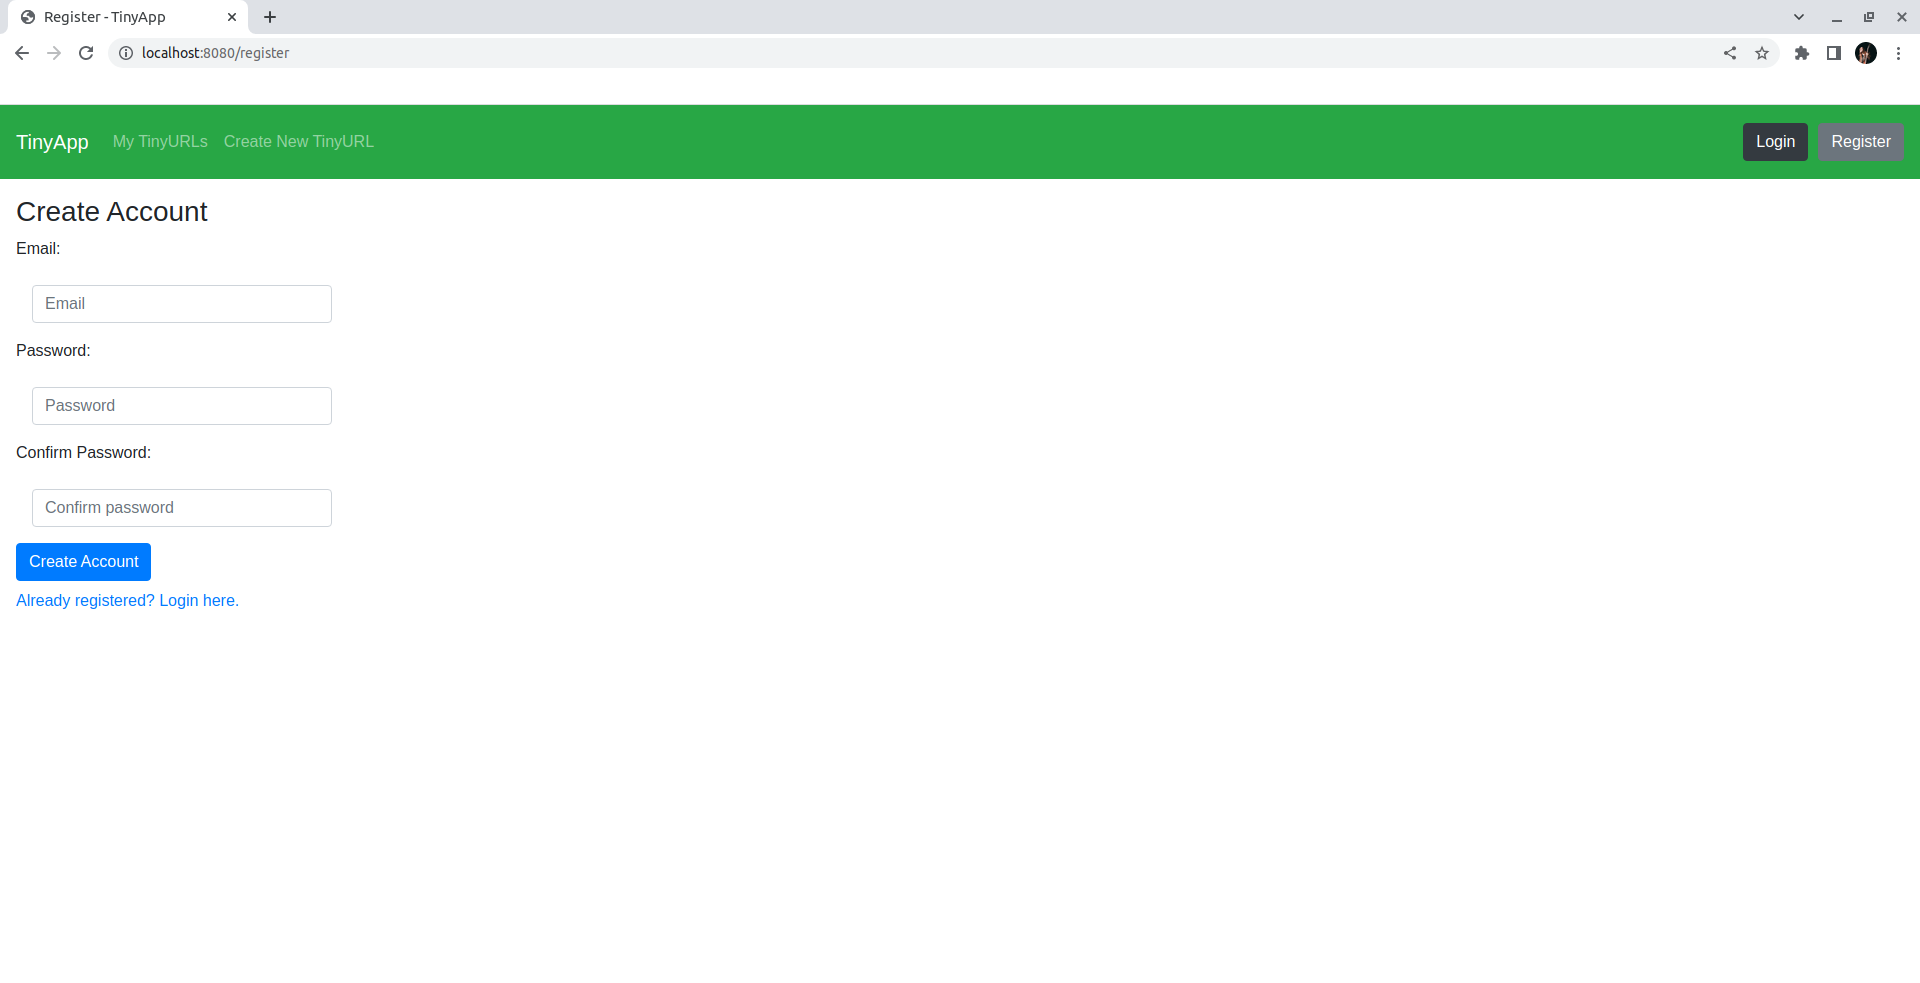 Register - TinyApp
localhost:8080/register
TinyApp My TinyURLs Create New TinyURL Login Register
Create Account
Email:
Email
Password:
Password
Confirm Password:
Confirm password
Create Account
Already registered? Login here.